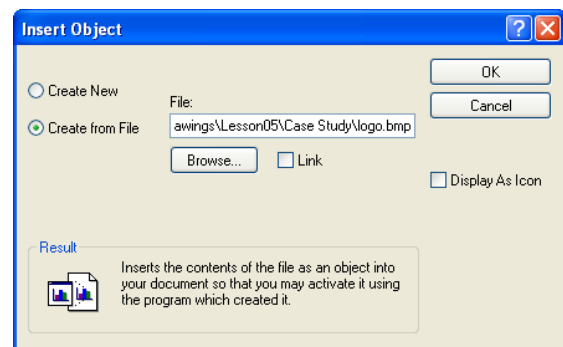 Insert Object
OK
Create New
File:
Cancel
Create from File
awings\Lesson05\Case Study\logo.bmp
Browse...
Link
Display As Icon
Result
Inserts the contents of the file as an object into
your document so that you may activate it using
the program which created it.